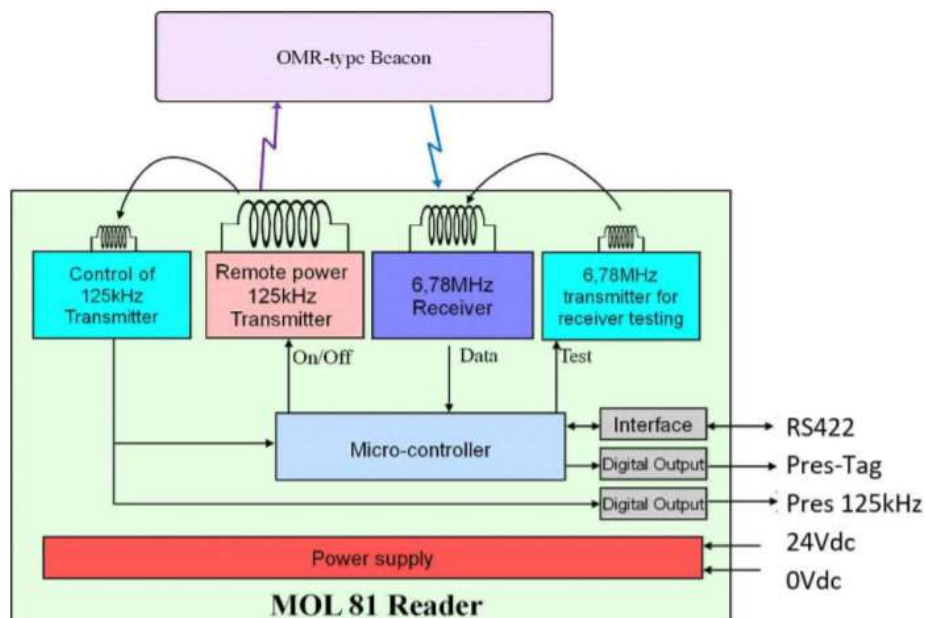 OMR-type Beacon
Control of
125kHz
Transmitter
Remote power
125kHz
Transmitter
6,78MHz
Receiver
6,78MHz
transmitter for
receiver testing
On/Off
Data
Test
Micro-controller
Interface
RS422
Digital Output
Pres-Tag
Digital Output
Pres 125kHz
Power supply
24Vdc
0Vdc
MOL 81 Reader